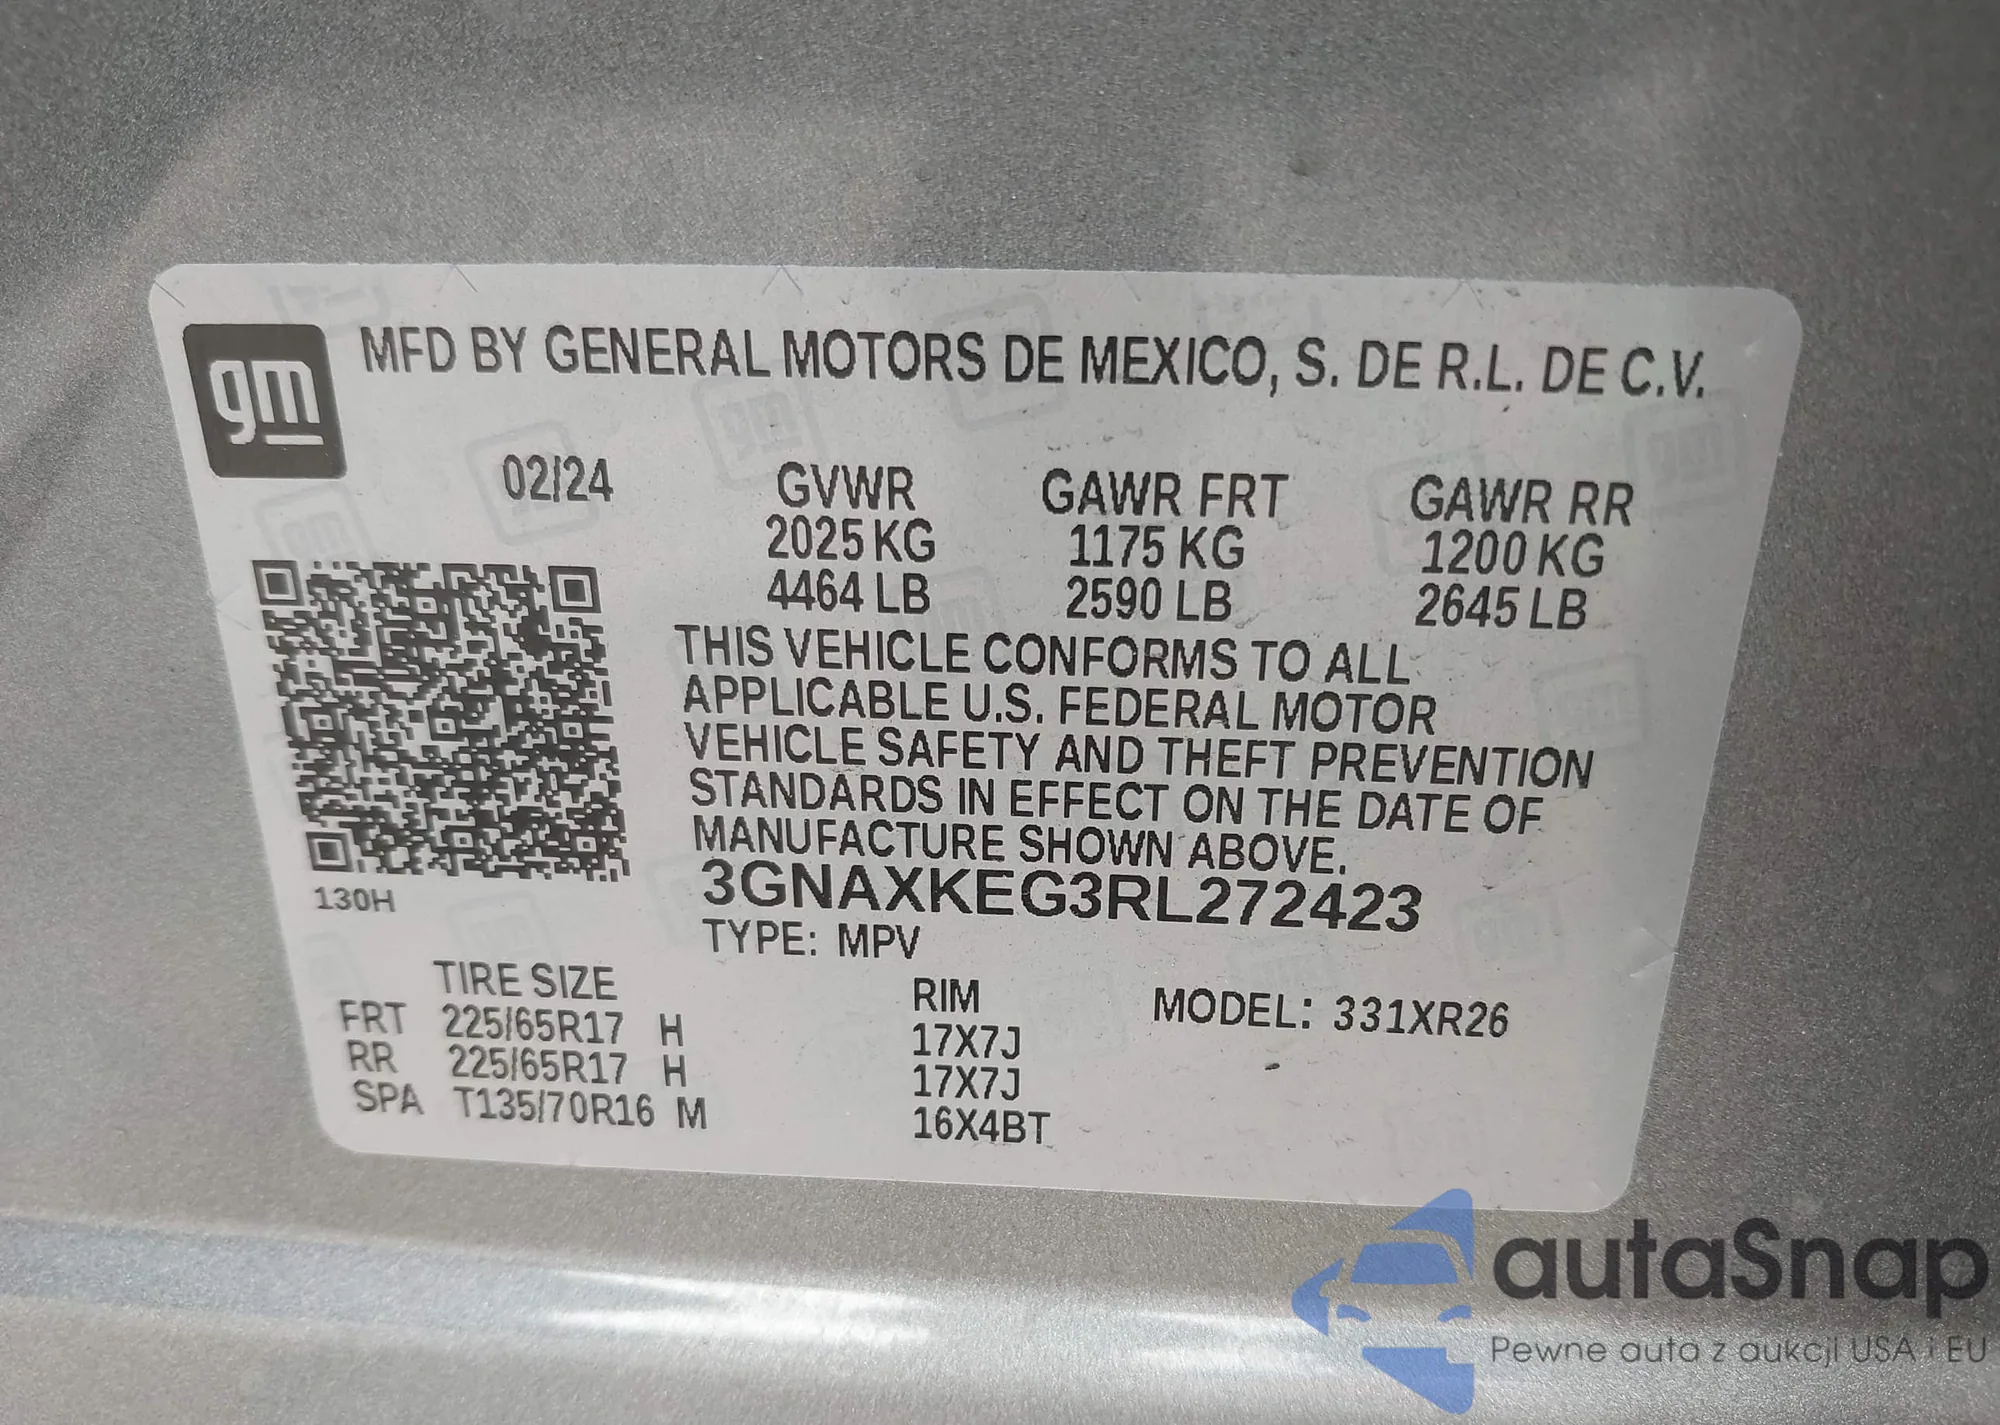 gm
MFD BY GENERAL MOTORS DE MEXICO, S. DE R.L. DE C.V.
02/24 GVWR GAWR FRT GAWR RR
2025 KG 1175 KG 1200 KG
4464 LB 2590 LB 2645 LB
THIS VEHICLE CONFORMS TO ALL
APPLICABLE U.S. FEDERAL MOTOR
VEHICLE SAFETY AND THEFT PREVENTION
STANDARDS IN EFFECT ON THE DATE OF
MANUFACTURE SHOWN ABOVE.
130H
3GNAXKEG3RL272423
TYPE: MPV
TIRE SIZE RIM MODEL: 331XR26
FRT 225/65R17 H 17X7J
RR 225/65R17 H 17X7J
SPA T135/70R16 M 16X4BT
autaSnap
Pewne auta z aukcji USA i EU